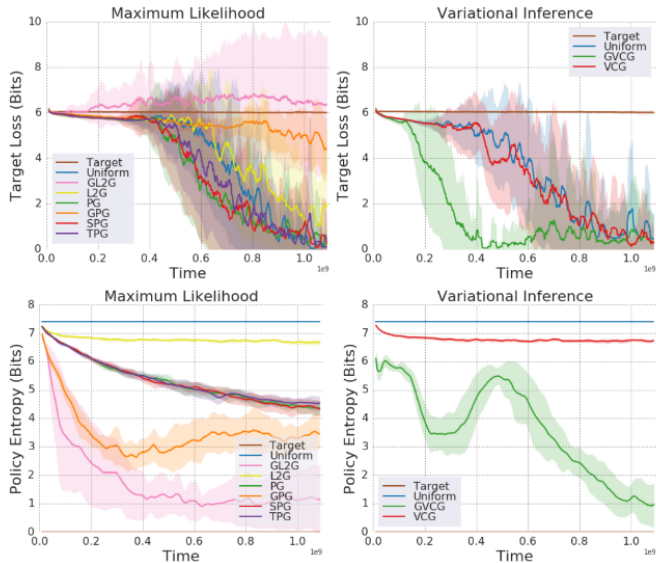 Maximum Likelihood
Target Loss (Bits)
10
8
6
4
2
0
Target
Uniform
GL2G
L2G
PG
GPG
SPG
TPG
0.0 0.2 0.4 0.6 0.8 1.0
Time
1e9
Variational Inference
Target Loss (Bits)
10
8
6
4
2
0
Target
Uniform
GVCG
VCG
0.0 0.2 0.4 0.6 0.8 1.0
Time
1e9
Maximum Likelihood
Policy Entropy (Bits)
8
7
6
5
4
3
2
1
0
Target
Uniform
GL2G
L2G
PG
GPG
SPG
TPG
0.0 0.2 0.4 0.6 0.8 1.0
Time
1e9
Variational Inference
Policy Entropy (Bits)
8
7
6
5
4
3
2
1
0
Target
Uniform
GVCG
VCG
0.0 0.2 0.4 0.6 0.8 1.0
Time
1e9